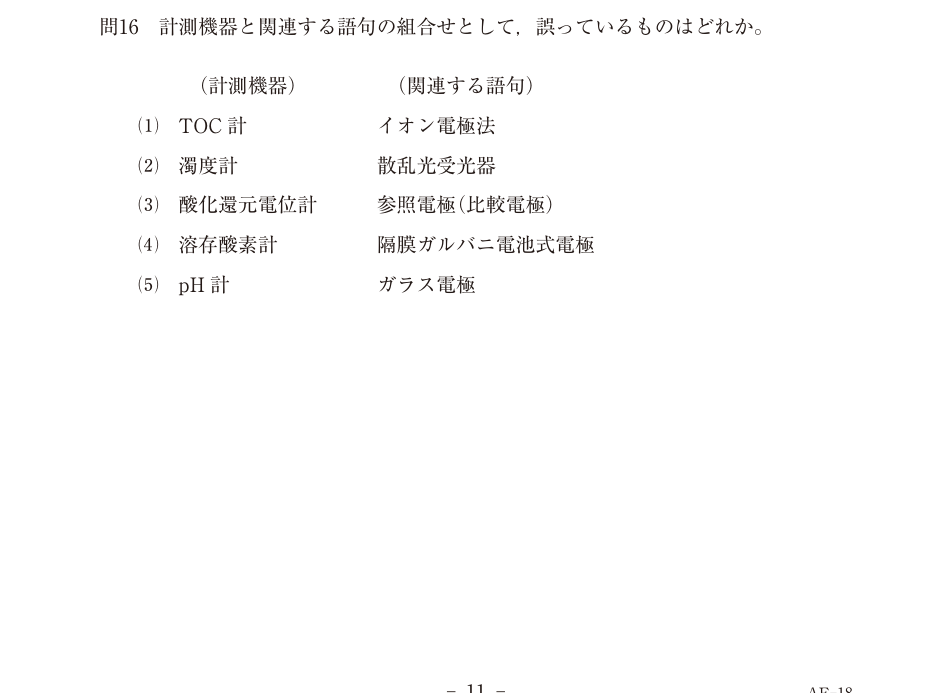 問16 計測機器と関連する語句の組合せとして，誤っているものはどれか。
（計測機器） （関連する語句）
(1) TOC 計 イオン電極法
(2) 濁度計 散乱光受光器
(3) 酸化還元電位計 参照電極(比較電極)
(4) 溶存酸素計 隔膜ガルバニ電池式電極
(5) pH 計 ガラス電極
－ 11 －
AE–18